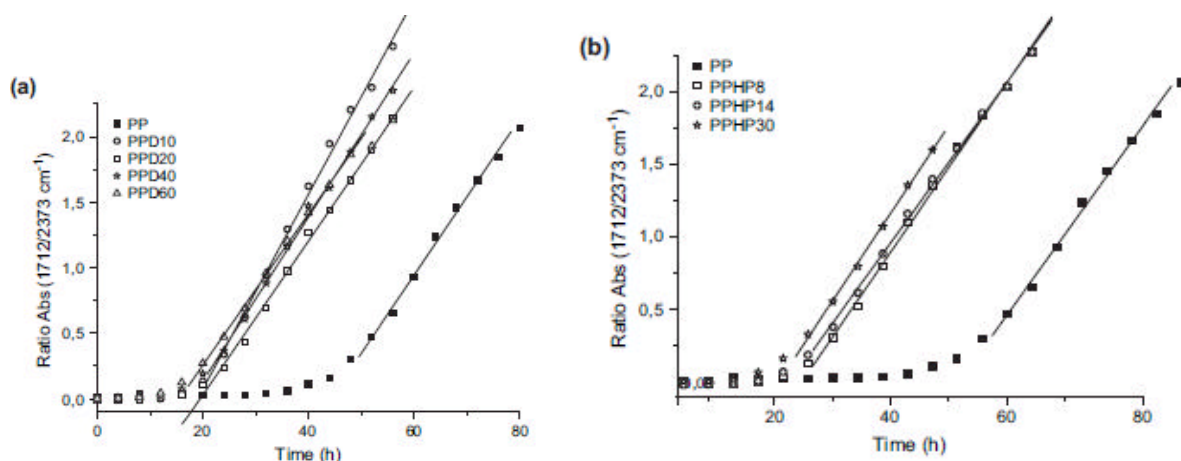 (a)
PP
PPD10
PPD20
PPD40
PPD60
Ratio Abs (1712/2373 cm⁻¹)
2,0
1,5
1,0
0,5
0,0
0 20 40 60 80
Time (h)
(b)
PP
PPHP8
PPHP14
PPHP30
Ratio Abs (1712/2373 cm⁻¹)
2,0
1,5
1,0
0,5
20 40 60 80
Time (h)